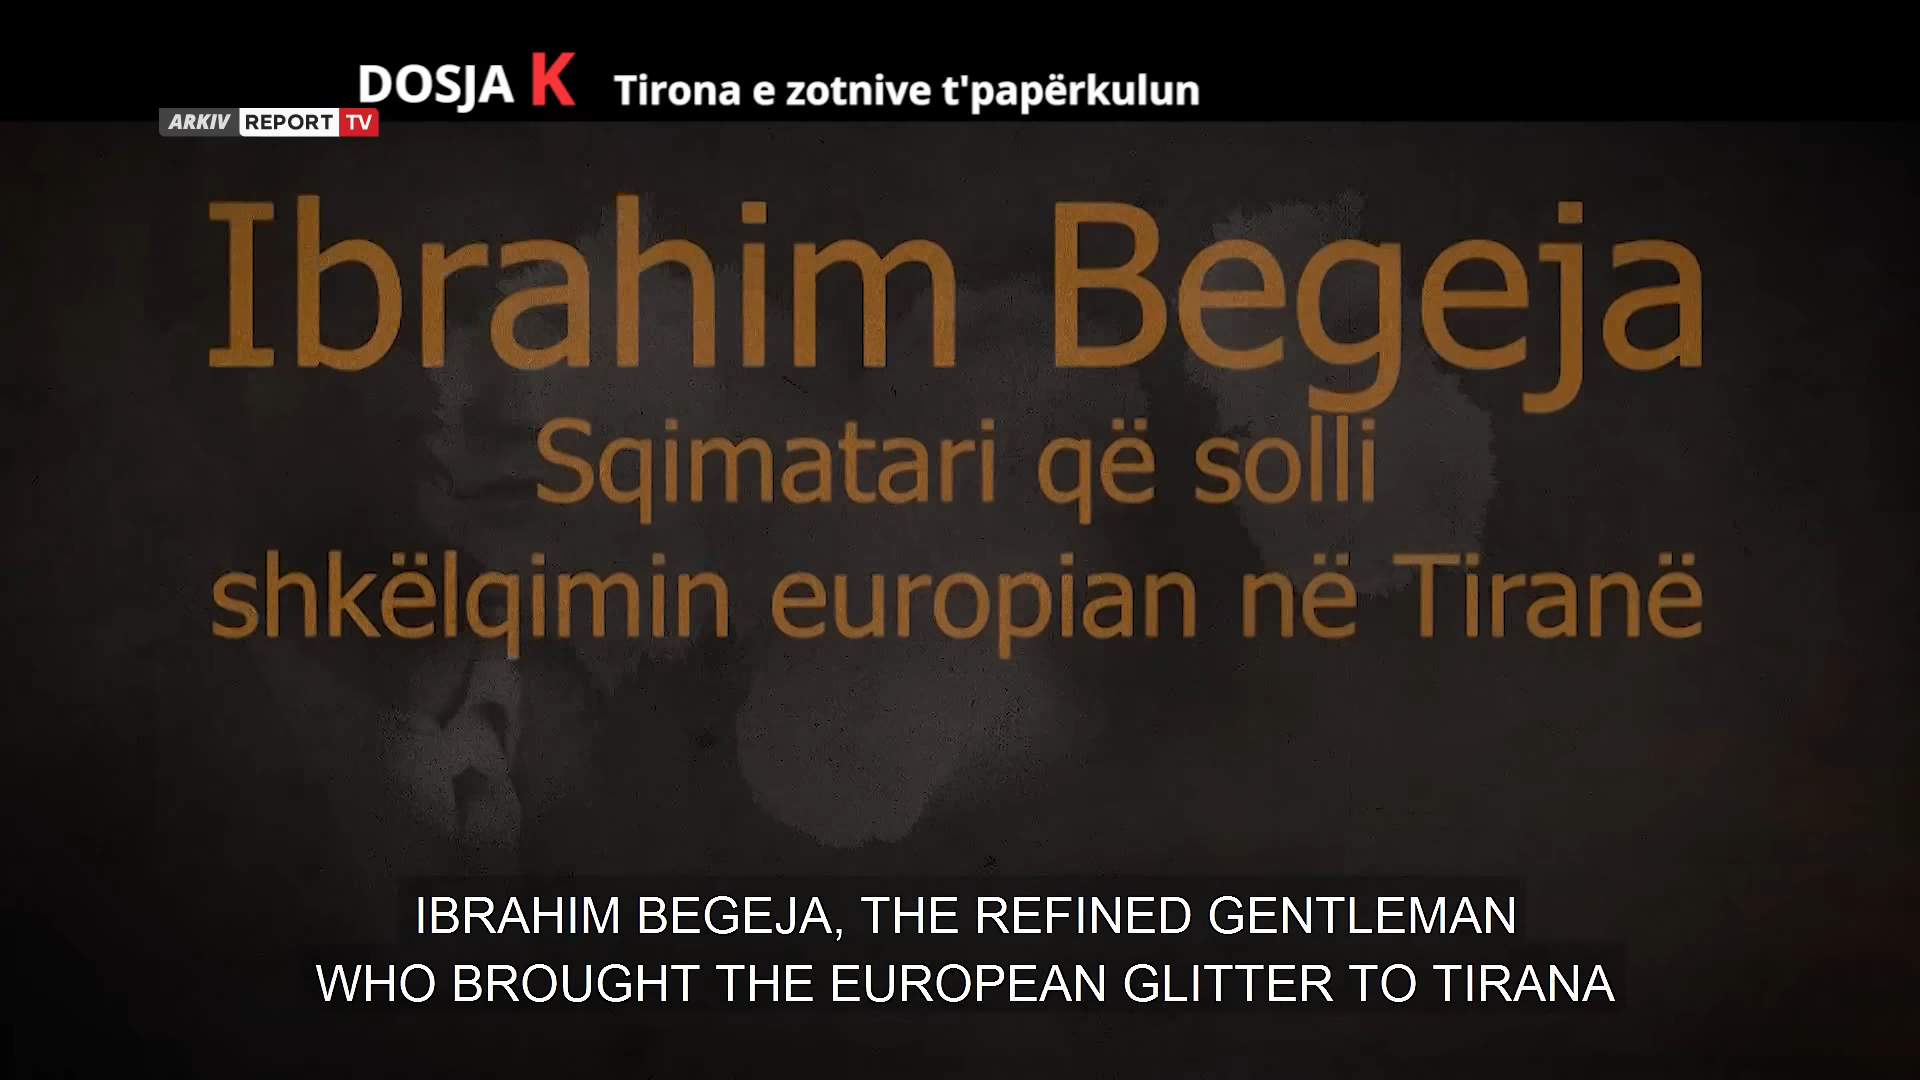 DOSJA K Tirona e zotnive t'papërkulun
ARKIV REPORT TV
Ibrahim Begeja
Sqimatari që solli
shkëlqimin europian në Tiranë
IBRAHIM BEGEJA, THE REFINED GENTLEMAN
WHO BROUGHT THE EUROPEAN GLITTER TO TIRANA